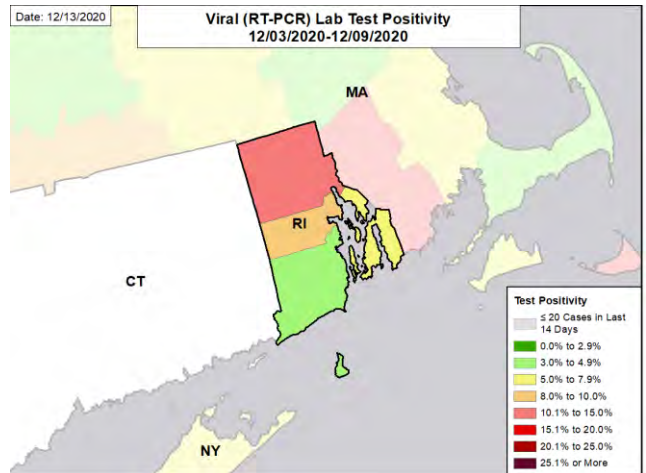 Date: 12/13/2020
Viral (RT-PCR) Lab Test Positivity
12/03/2020-12/09/2020
MA
RI
CT
NY
Test Positivity
≤ 20 Cases in Last
14 Days
0.0% to 2.9%
3.0% to 4.9%
5.0% to 7.9%
8.0% to 10.0%
10.1% to 15.0%
15.1% to 20.0%
20.1% to 25.0%
25.1% or More